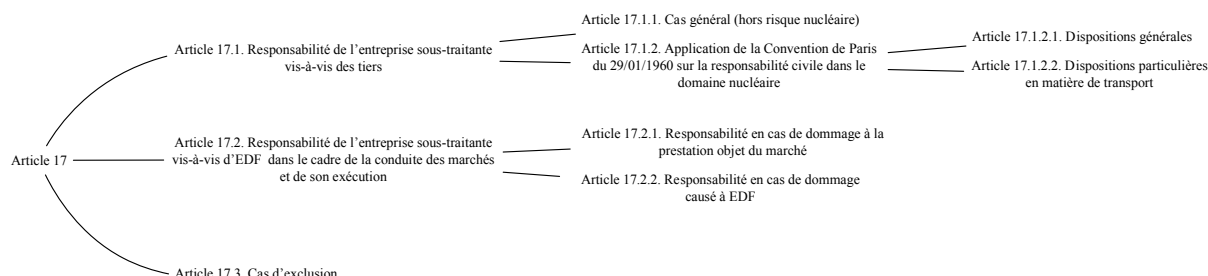 Article 17
Article 17.1. Responsabilité de l’entreprise sous-traitante
vis-à-vis des tiers
Article 17.1.1. Cas général (hors risque nucléaire)
Article 17.1.2. Application de la Convention de Paris
du 29/01/1960 sur la responsabilité civile dans le
domaine nucléaire
Article 17.1.2.1. Dispositions générales
Article 17.1.2.2. Dispositions particulières
en matière de transport
Article 17.2. Responsabilité de l’entreprise sous-traitante
vis-à-vis d’EDF dans le cadre de la conduite des marchés
et de son exécution
Article 17.2.1. Responsabilité en cas de dommage à la
prestation objet du marché
Article 17.2.2. Responsabilité en cas de dommage
causé à EDF
Article 17.3. Cas d’exclusion